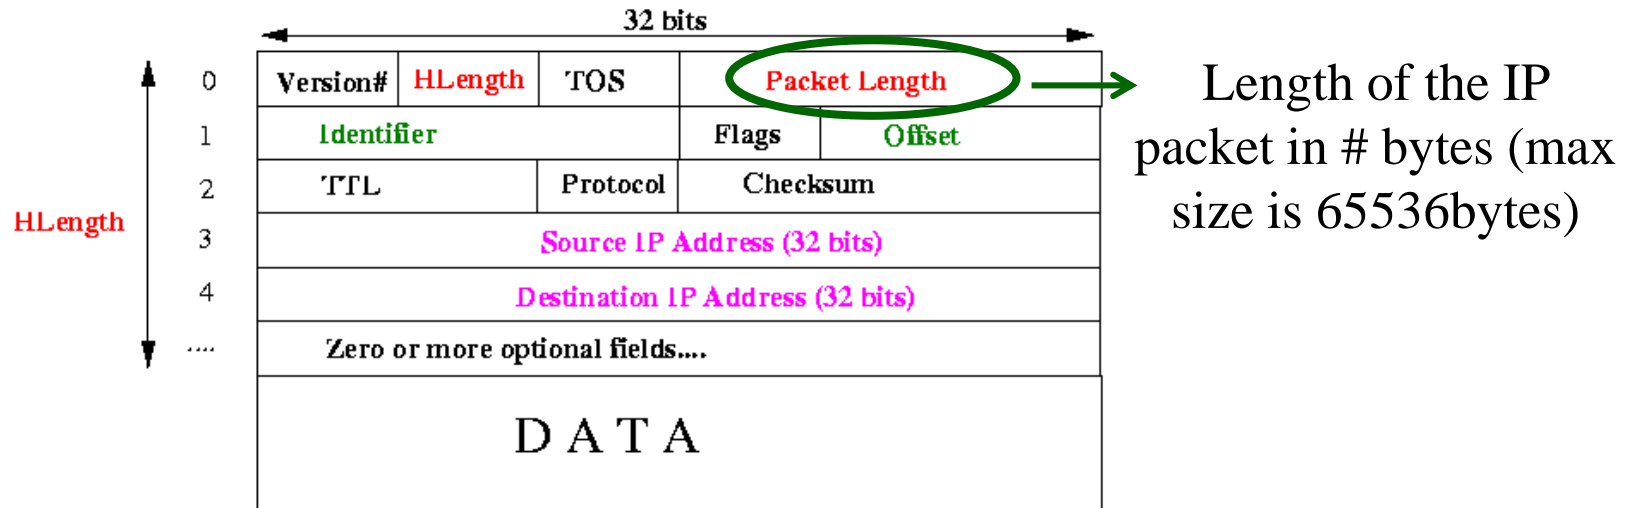 32 bits
0 Version# HLength TOS Packet Length
1 Identifier Flags Offset
2 TTL Protocol Checksum
HLength
3 Source IP Address (32 bits)
4 Destination IP Address (32 bits)
.... Zero or more optional fields....
D A T A
Length of the IP
packet in # bytes (max
size is 65536bytes)